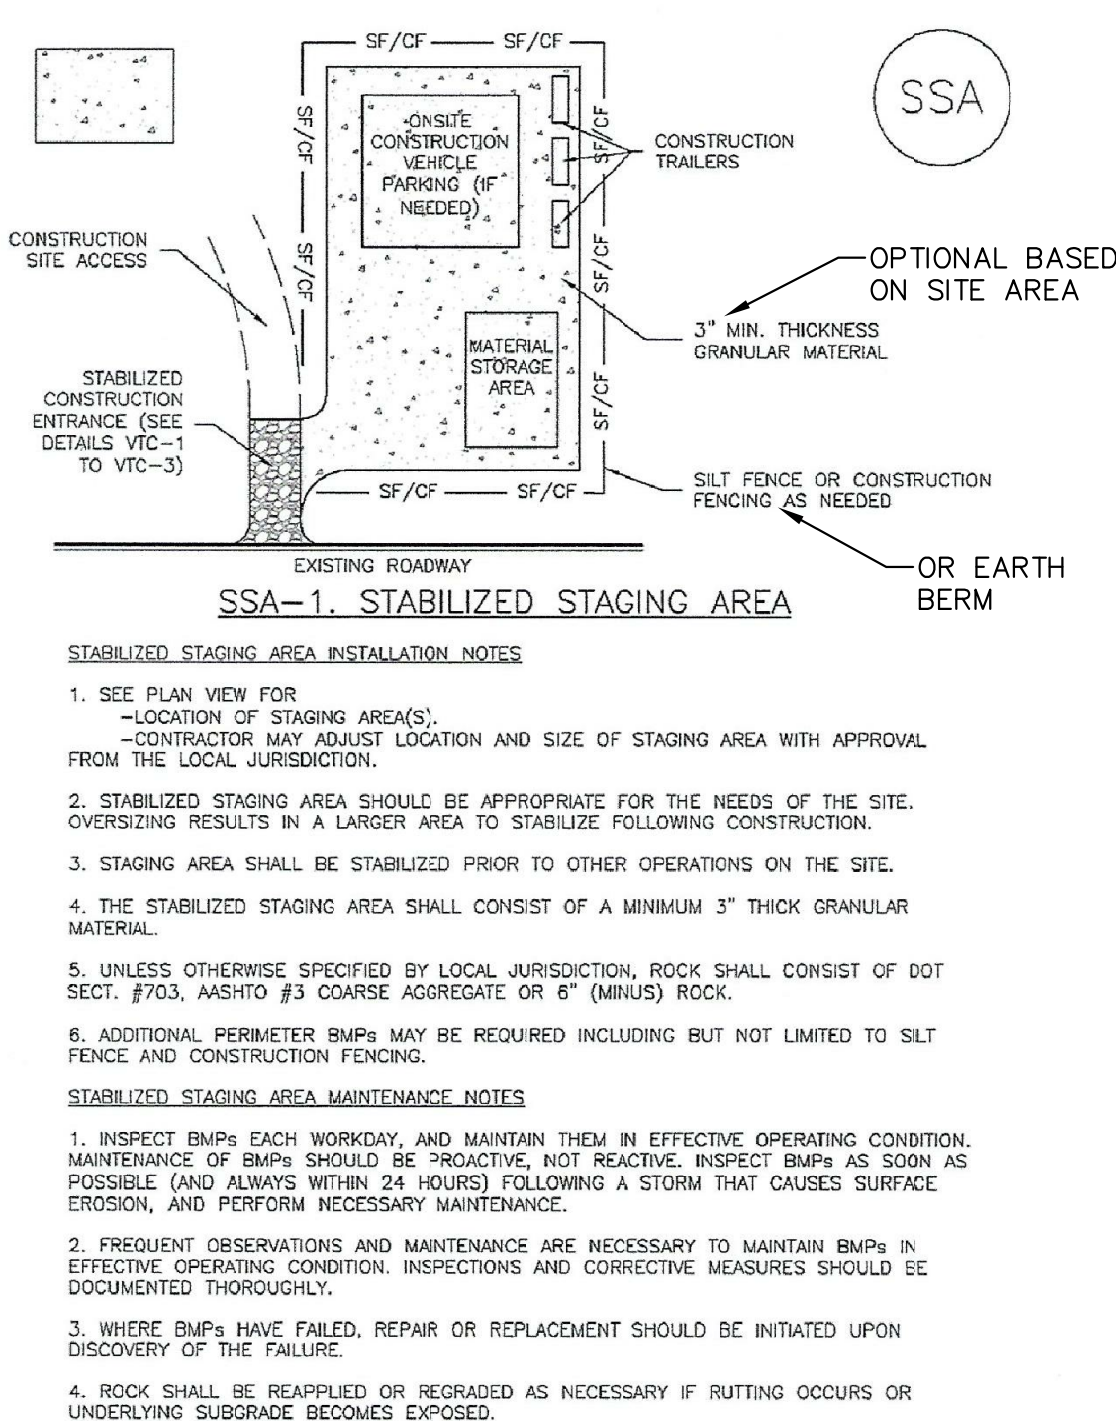 SF/CF SF/CF
SSA
SF/CF
SF/CF
ONSITE
CONSTRUCTION
VEHICLE
PARKING (IF
NEEDED)
CONSTRUCTION
TRAILERS
CONSTRUCTION
SITE ACCESS
SF/CF
SF/CF
OPTIONAL BASED
ON SITE AREA
3" MIN. THICKNESS
GRANULAR MATERIAL
MATERIAL
STORAGE
AREA
STABILIZED
CONSTRUCTION
ENTRANCE (SEE
DETAILS VTC-1
TO VTC-3)
SF/CF
SF/CF SF/CF
SILT FENCE OR CONSTRUCTION
FENCING AS NEEDED
OR EARTH
BERM
EXISTING ROADWAY
SSA-1. STABILIZED STAGING AREA
STABILIZED STAGING AREA INSTALLATION NOTES
1. SEE PLAN VIEW FOR
-LOCATION OF STAGING AREA(S).
-CONTRACTOR MAY ADJUST LOCATION AND SIZE OF STAGING AREA WITH APPROVAL
FROM THE LOCAL JURISDICTION.
2. STABILIZED STAGING AREA SHOULD BE APPROPRIATE FOR THE NEEDS OF THE SITE.
OVERSIZING RESULTS IN A LARGER AREA TO STABILIZE FOLLOWING CONSTRUCTION.
3. STAGING AREA SHALL BE STABILIZED PRIOR TO OTHER OPERATIONS ON THE SITE.
4. THE STABILIZED STAGING AREA SHALL CONSIST OF A MINIMUM 3" THICK GRANULAR
MATERIAL.
5. UNLESS OTHERWISE SPECIFIED BY LOCAL JURISDICTION, ROCK SHALL CONSIST OF DOT
SECT. #703, AASHTO #3 COARSE AGGREGATE OR 6" (MINUS) ROCK.
6. ADDITIONAL PERIMETER BMPs MAY BE REQUIRED INCLUDING BUT NOT LIMITED TO SILT
FENCE AND CONSTRUCTION FENCING.
STABILIZED STAGING AREA MAINTENANCE NOTES
1. INSPECT BMPs EACH WORKDAY, AND MAINTAIN THEM IN EFFECTIVE OPERATING CONDITION.
MAINTENANCE OF BMPs SHOULD BE PROACTIVE, NOT REACTIVE. INSPECT BMPs AS SOON AS
POSSIBLE (AND ALWAYS WITHIN 24 HOURS) FOLLOWING A STORM THAT CAUSES SURFACE
EROSION, AND PERFORM NECESSARY MAINTENANCE.
2. FREQUENT OBSERVATIONS AND MAINTENANCE ARE NECESSARY TO MAINTAIN BMPs IN
EFFECTIVE OPERATING CONDITION. INSPECTIONS AND CORRECTIVE MEASURES SHOULD BE
DOCUMENTED THOROUGHLY.
3. WHERE BMPs HAVE FAILED, REPAIR OR REPLACEMENT SHOULD BE INITIATED UPON
DISCOVERY OF THE FAILURE.
4. ROCK SHALL BE REAPPLIED OR REGRADED AS NECESSARY IF RUTTING OCCURS OR
UNDERLYING SUBGRADE BECOMES EXPOSED.